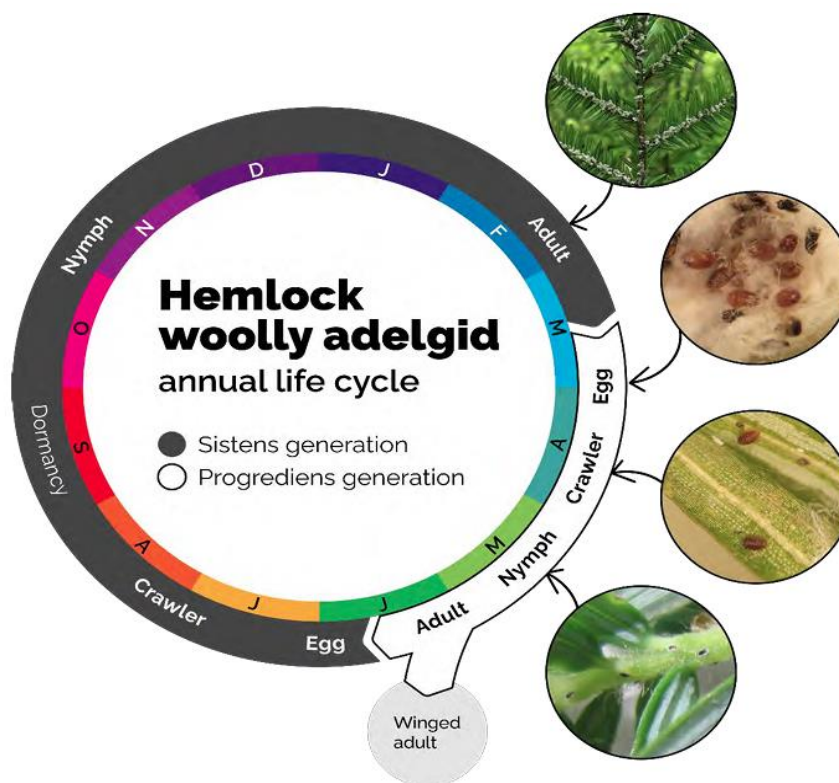 Hemlock
woolly adelgid
annual life cycle
Sistens generation
Progrediens generation
J
F
M
A
M
J
J
A
S
O
N
D
Adult
Egg
Crawler
Nymph
Adult
Winged
adult
Egg
Crawler
Dormancy
Nymph